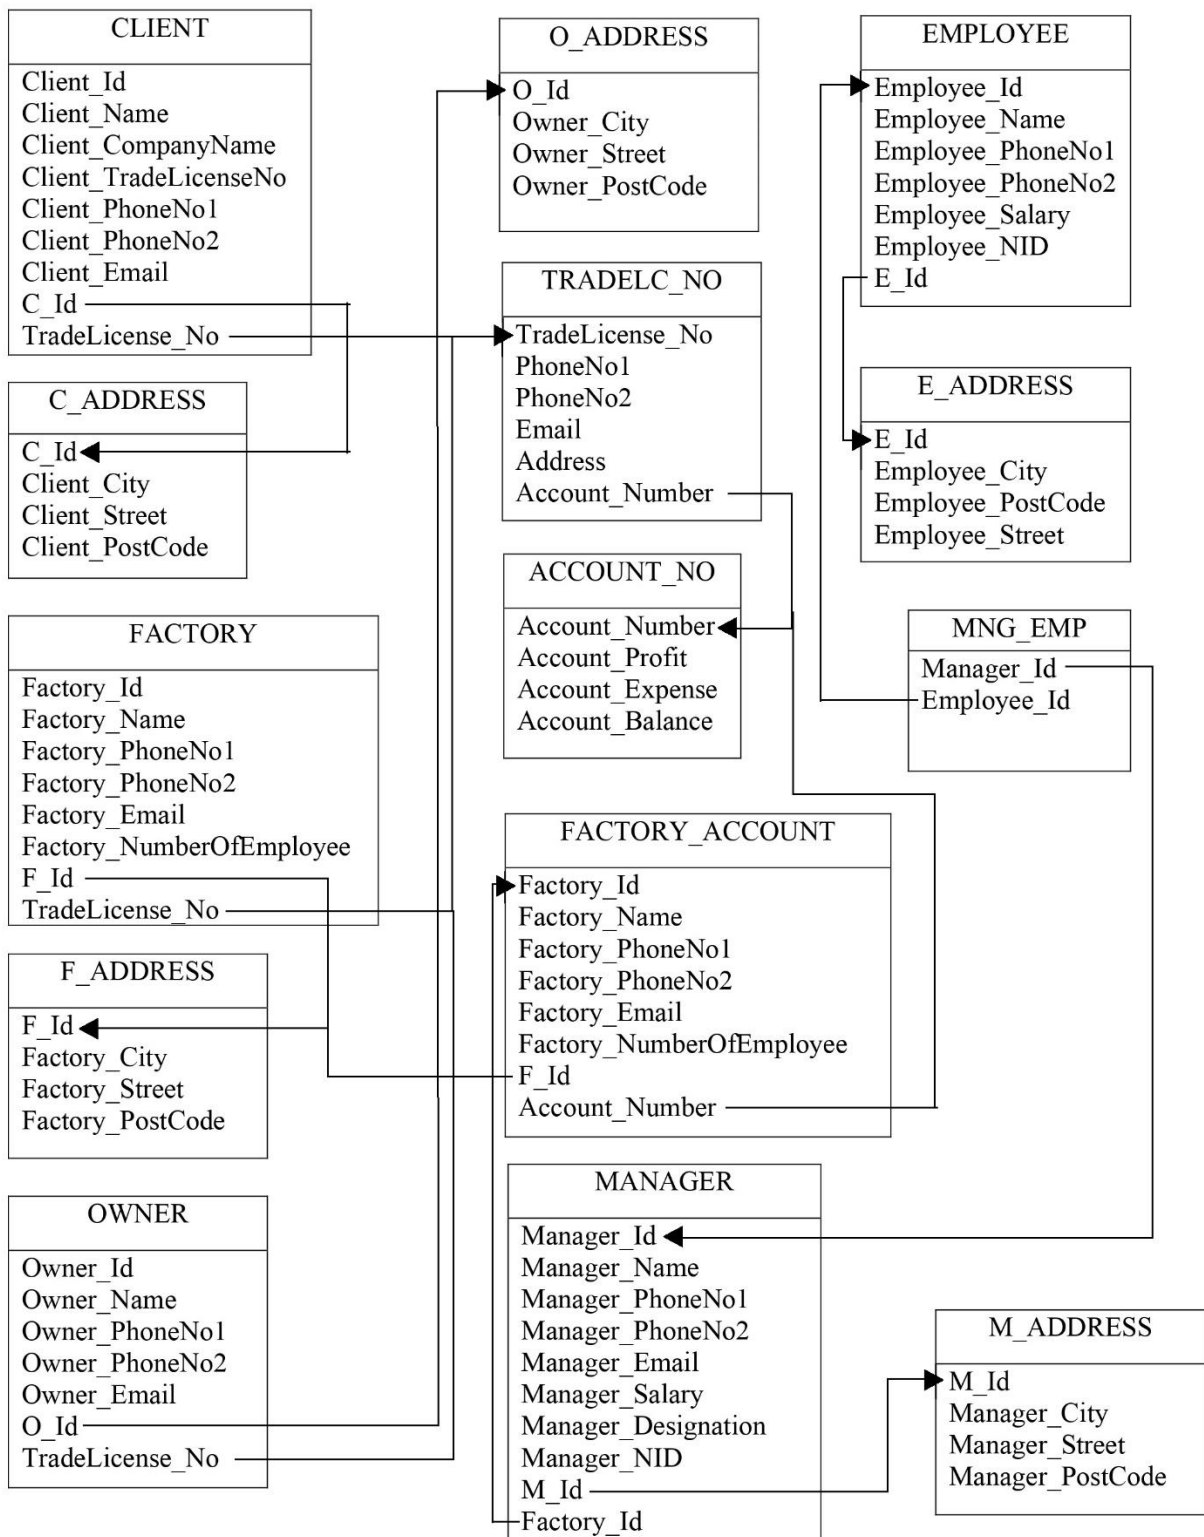 CLIENT
Client_Id
Client_Name
Client_CompanyName
Client_TradeLicenseNo
Client_PhoneNo1
Client_PhoneNo2
Client_Email
C_Id
TradeLicense_No
C_ADDRESS
C_Id
Client_City
Client_Street
Client_PostCode
FACTORY
Factory_Id
Factory_Name
Factory_PhoneNo1
Factory_PhoneNo2
Factory_Email
Factory_NumberOfEmployee
F_Id
TradeLicense_No
F_ADDRESS
F_Id
Factory_City
Factory_Street
Factory_PostCode
OWNER
Owner_Id
Owner_Name
Owner_PhoneNo1
Owner_PhoneNo2
Owner_Email
O_Id
TradeLicense_No
O_ADDRESS
O_Id
Owner_City
Owner_Street
Owner_PostCode
TRADELC_NO
TradeLicense_No
PhoneNo1
PhoneNo2
Email
Address
Account_Number
ACCOUNT_NO
Account_Number
Account_Profit
Account_Expense
Account_Balance
FACTORY_ACCOUNT
Factory_Id
Factory_Name
Factory_PhoneNo1
Factory_PhoneNo2
Factory_Email
Factory_NumberOfEmployee
F_Id
Account_Number
MANAGER
Manager_Id
Manager_Name
Manager_PhoneNo1
Manager_PhoneNo2
Manager_Email
Manager_Salary
Manager_Designation
Manager_NID
M_Id
Factory_Id
EMPLOYEE
Employee_Id
Employee_Name
Employee_PhoneNo1
Employee_PhoneNo2
Employee_Salary
Employee_NID
E_Id
E_ADDRESS
E_Id
Employee_City
Employee_PostCode
Employee_Street
MNG_EMP
Manager_Id
Employee_Id
M_ADDRESS
M_Id
Manager_City
Manager_Street
Manager_PostCode